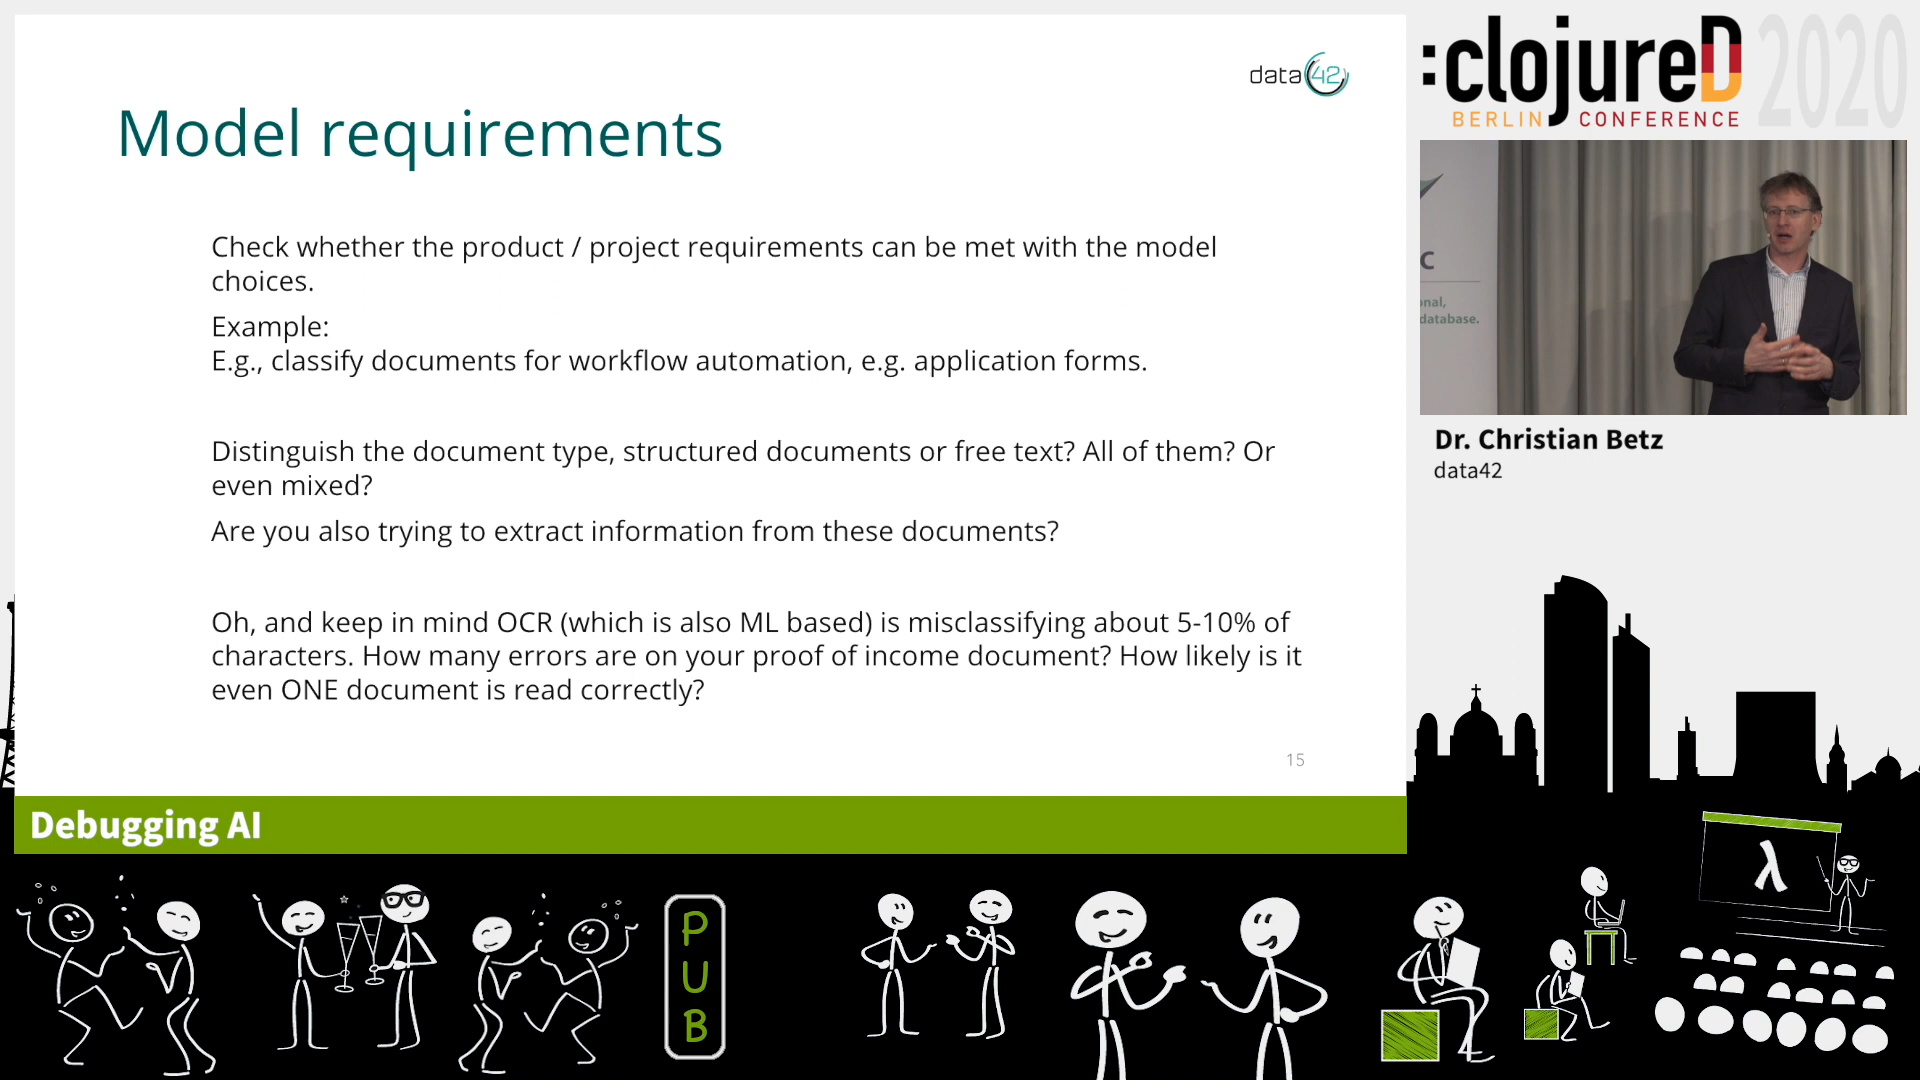 data 42
Model requirements
Check whether the product / project requirements can be met with the model
choices.
Example:
E.g., classify documents for workflow automation, e.g. application forms.
Distinguish the document type, structured documents or free text? All of them? Or
even mixed?
Are you also trying to extract information from these documents?
Oh, and keep in mind OCR (which is also ML based) is misclassifying about 5-10% of
characters. How many errors are on your proof of income document? How likely is it
even ONE document is read correctly?
15
Debugging AI
:clojureD 2020
BERLIN CONFERENCE
database.
Dr. Christian Betz
data42
PUB
λ